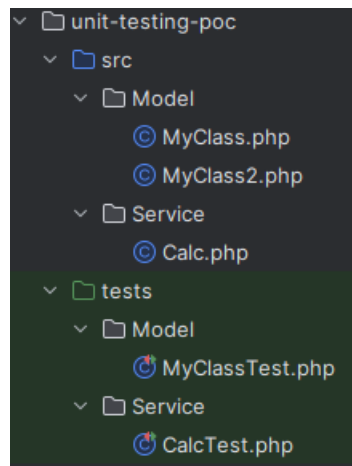 unit-testing-poc
src
Model
MyClass.php
MyClass2.php
Service
Calc.php
tests
Model
MyClassTest.php
Service
CalcTest.php